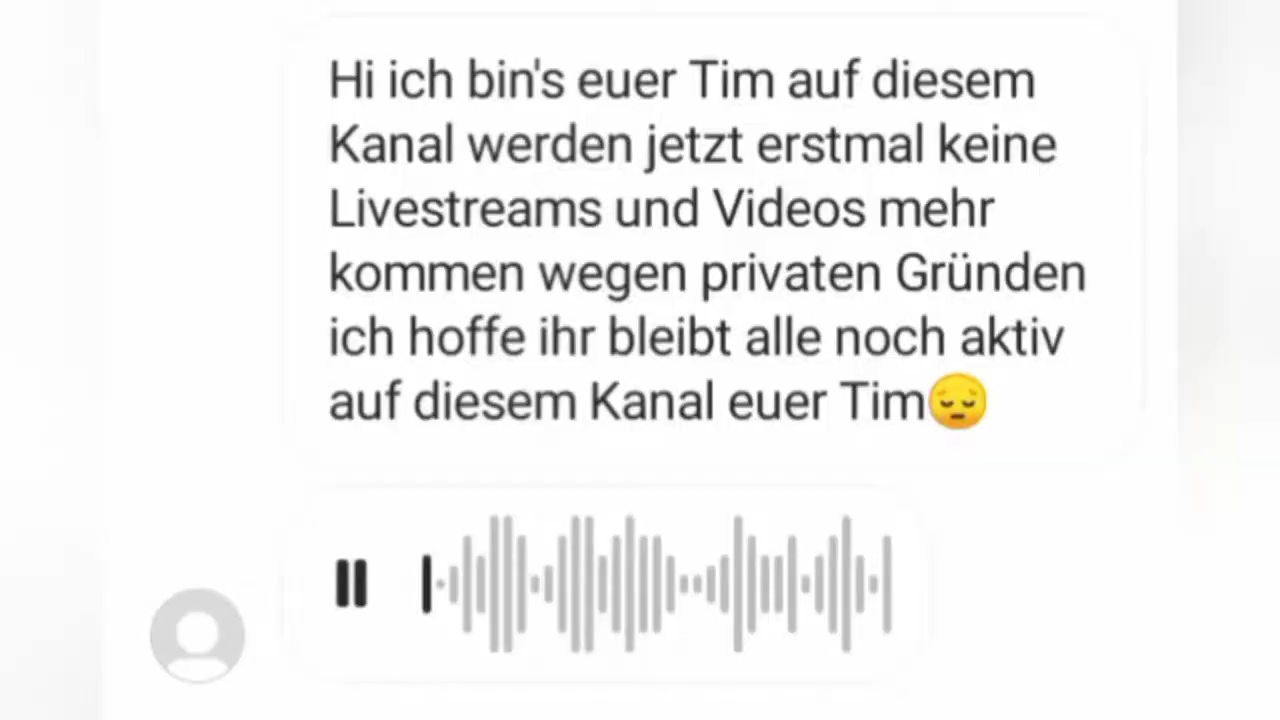 Hi ich bin's euer Tim auf diesem
Kanal werden jetzt erstmal keine
Livestreams und Videos mehr
kommen wegen privaten Gründen
ich hoffe ihr bleibt alle noch aktiv
auf diesem Kanal euer Tim😔